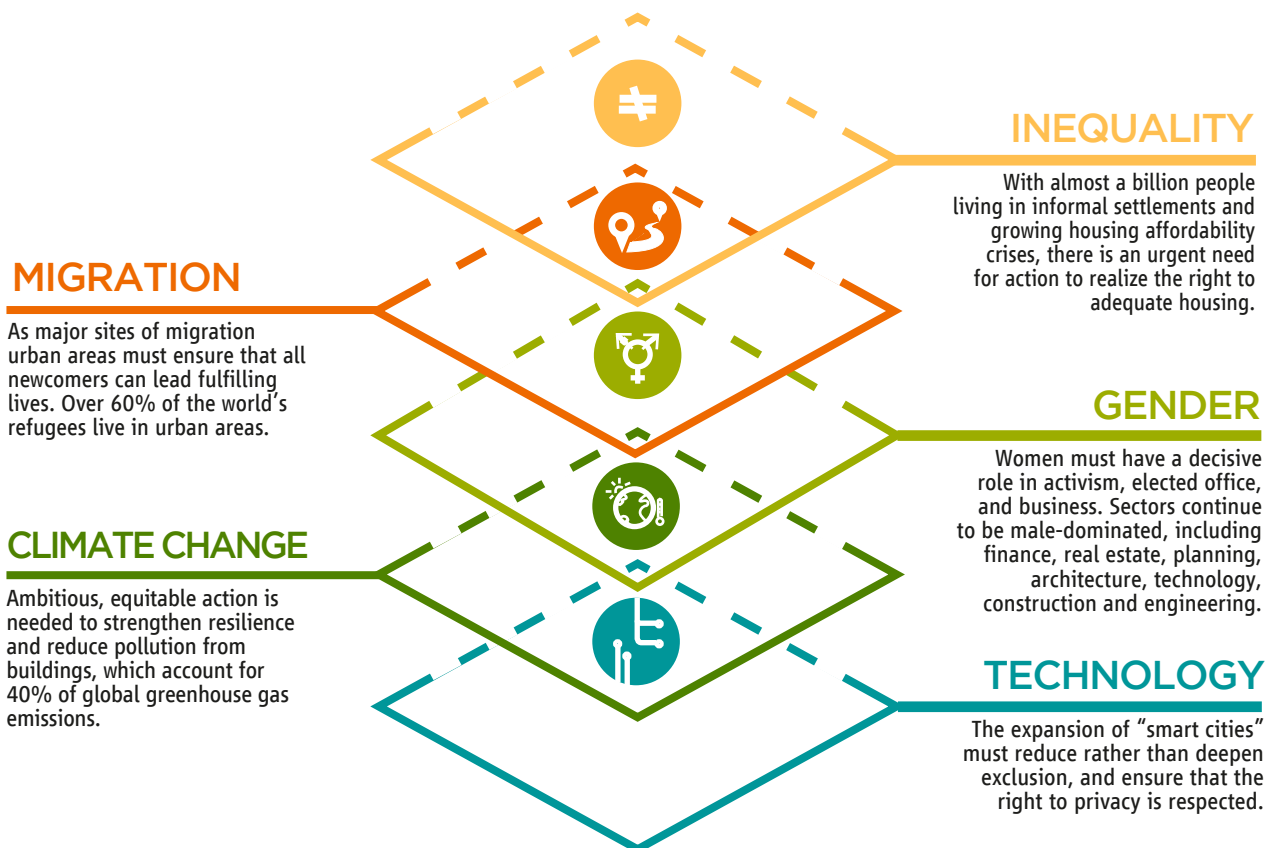 INEQUALITY
With almost a billion people
living in informal settlements and
growing housing affordability
crises, there is an urgent need
for action to realize the right to
adequate housing.
MIGRATION
As major sites of migration
urban areas must ensure that all
newcomers can lead fulfilling
lives. Over 60% of the world's
refugees live in urban areas.
GENDER
Women must have a decisive
role in activism, elected office,
and business. Sectors continue
to be male-dominated, including
finance, real estate, planning,
architecture, technology,
construction and engineering.
CLIMATE CHANGE
Ambitious, equitable action is
needed to strengthen resilience
and reduce pollution from
buildings, which account for
40% of global greenhouse gas
emissions.
TECHNOLOGY
The expansion of “smart cities”
must reduce rather than deepen
exclusion, and ensure that the
right to privacy is respected.